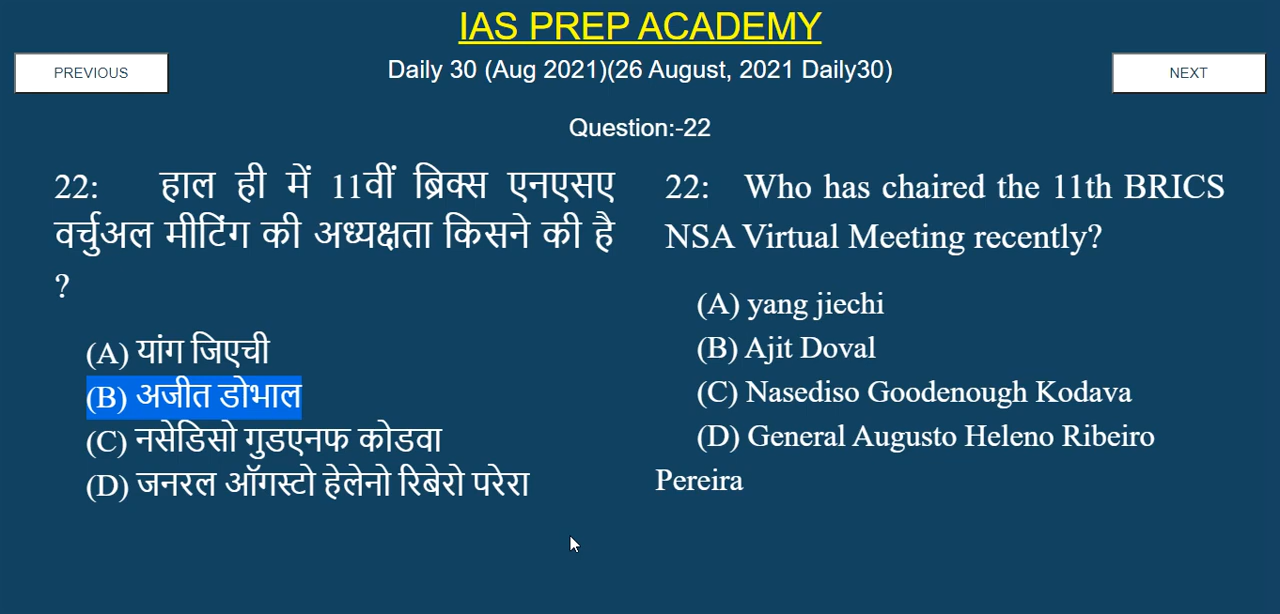 IAS PREP ACADEMY
PREVIOUS
Daily 30 (Aug 2021)(26 August, 2021 Daily30)
NEXT
Question:-22
22: हाल ही में 11वीं ब्रिक्स एनएसए
वर्चुअल मीटिंग की अध्यक्षता किसने की है
?
(A) यांग जिएची
(B) अजीत डोभाल
(C) नसेडिसो गुडएनफ कोडवा
(D) जनरल ऑगस्टो हेलेनो रिबेरो परेरा
22: Who has chaired the 11th BRICS
NSA Virtual Meeting recently?
(A) yang jiechi
(B) Ajit Doval
(C) Nasediso Goodenough Kodava
(D) General Augusto Heleno Ribeiro
Pereira